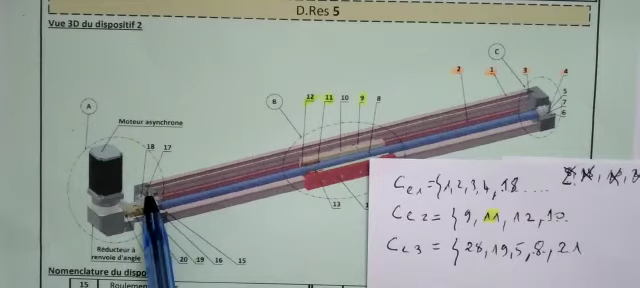 D.Res 5
Vue 3D du dispositif 2
C
2 1 3 4
12 11 10 9 8
5
7
6
A
B
Moteur asynchrone
18 17
13
Réducteur à
renvoie d'angle
20 19 16 15
Nomenclature du dispo
15 Rouleme
Ce1 = {1, 2, 3, 4, 18 ....
Ce2 = {9, 11, 12, 10.
Ce3 = {28, 19, 5, 8, 21